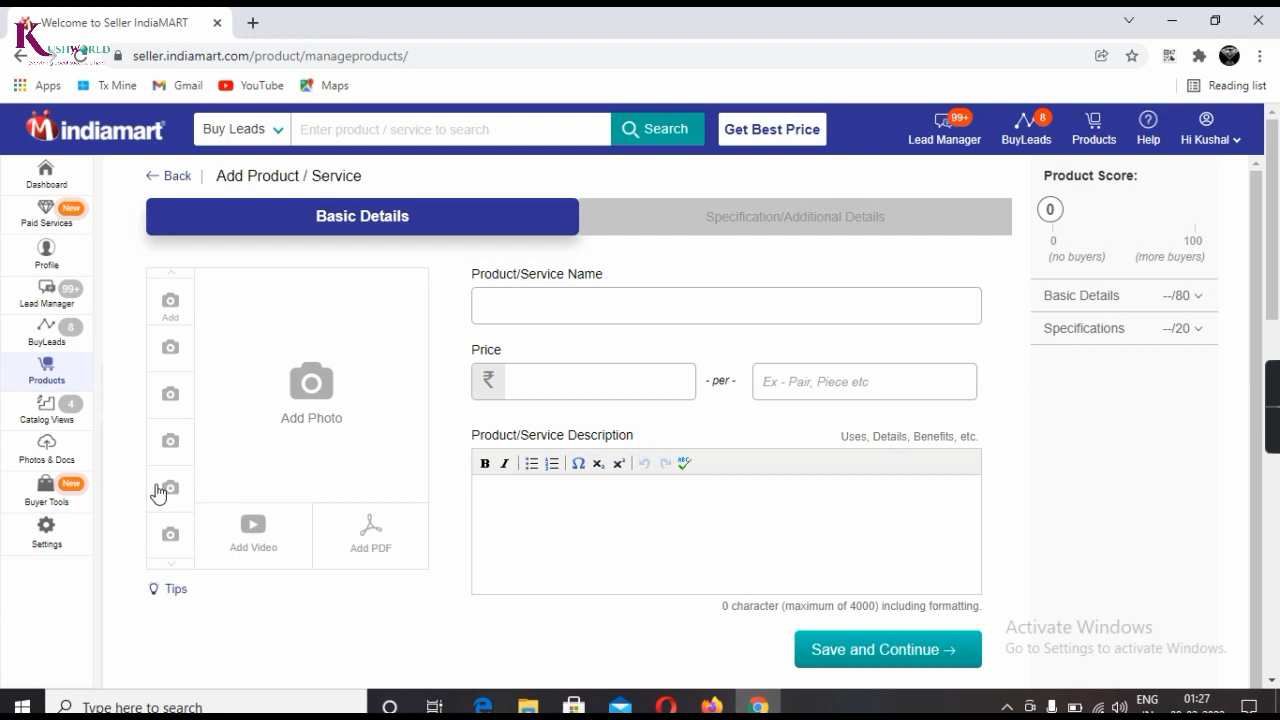 Welcome to Seller IndiaMART
KUSHWORLD
seller.indiamart.com/product/manageproducts/
Apps
Tx Mine
Gmail
YouTube
Maps
Reading list
indiamart
Buy Leads
Enter product / service to search
Search
Get Best Price
99+
Lead Manager
8
BuyLeads
Products
Help
Hi Kushal
Dashboard
New
Paid Services
Profile
99+
Lead Manager
8
BuyLeads
Products
4
Catalog Views
Photos & Docs
New
Buyer Tools
Settings
← Back | Add Product / Service
Basic Details
Specification/Additional Details
Add
Add Photo
Add Video
Add PDF
Tips
Product/Service Name
Price
₹
- per -
Ex - Pair, Piece etc
Product/Service Description
Uses, Details, Benefits, etc.
B I Ω x₂ x² ABC
0 character (maximum of 4000) including formatting.
Save and Continue →
Product Score:
0
0 100
(no buyers) (more buyers)
Basic Details --/80
Specifications --/20
Activate Windows
Go to Settings to activate Windows.
Type here to search
ENG
01:27